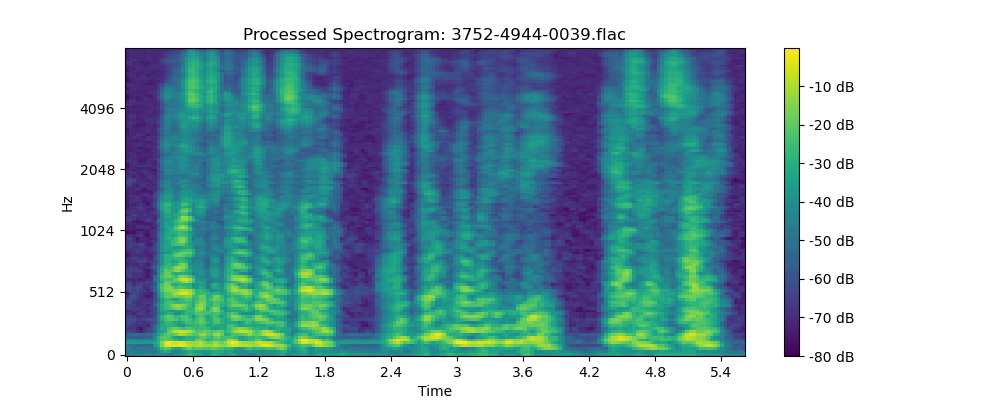 Processed Spectrogram: 3752-4944-0039.flac
Hz
4096
2048
1024
512
0
0 0.6 1.2 1.8 2.4 3 3.6 4.2 4.8 5.4
Time
-10 dB
-20 dB
-30 dB
-40 dB
-50 dB
-60 dB
-70 dB
-80 dB